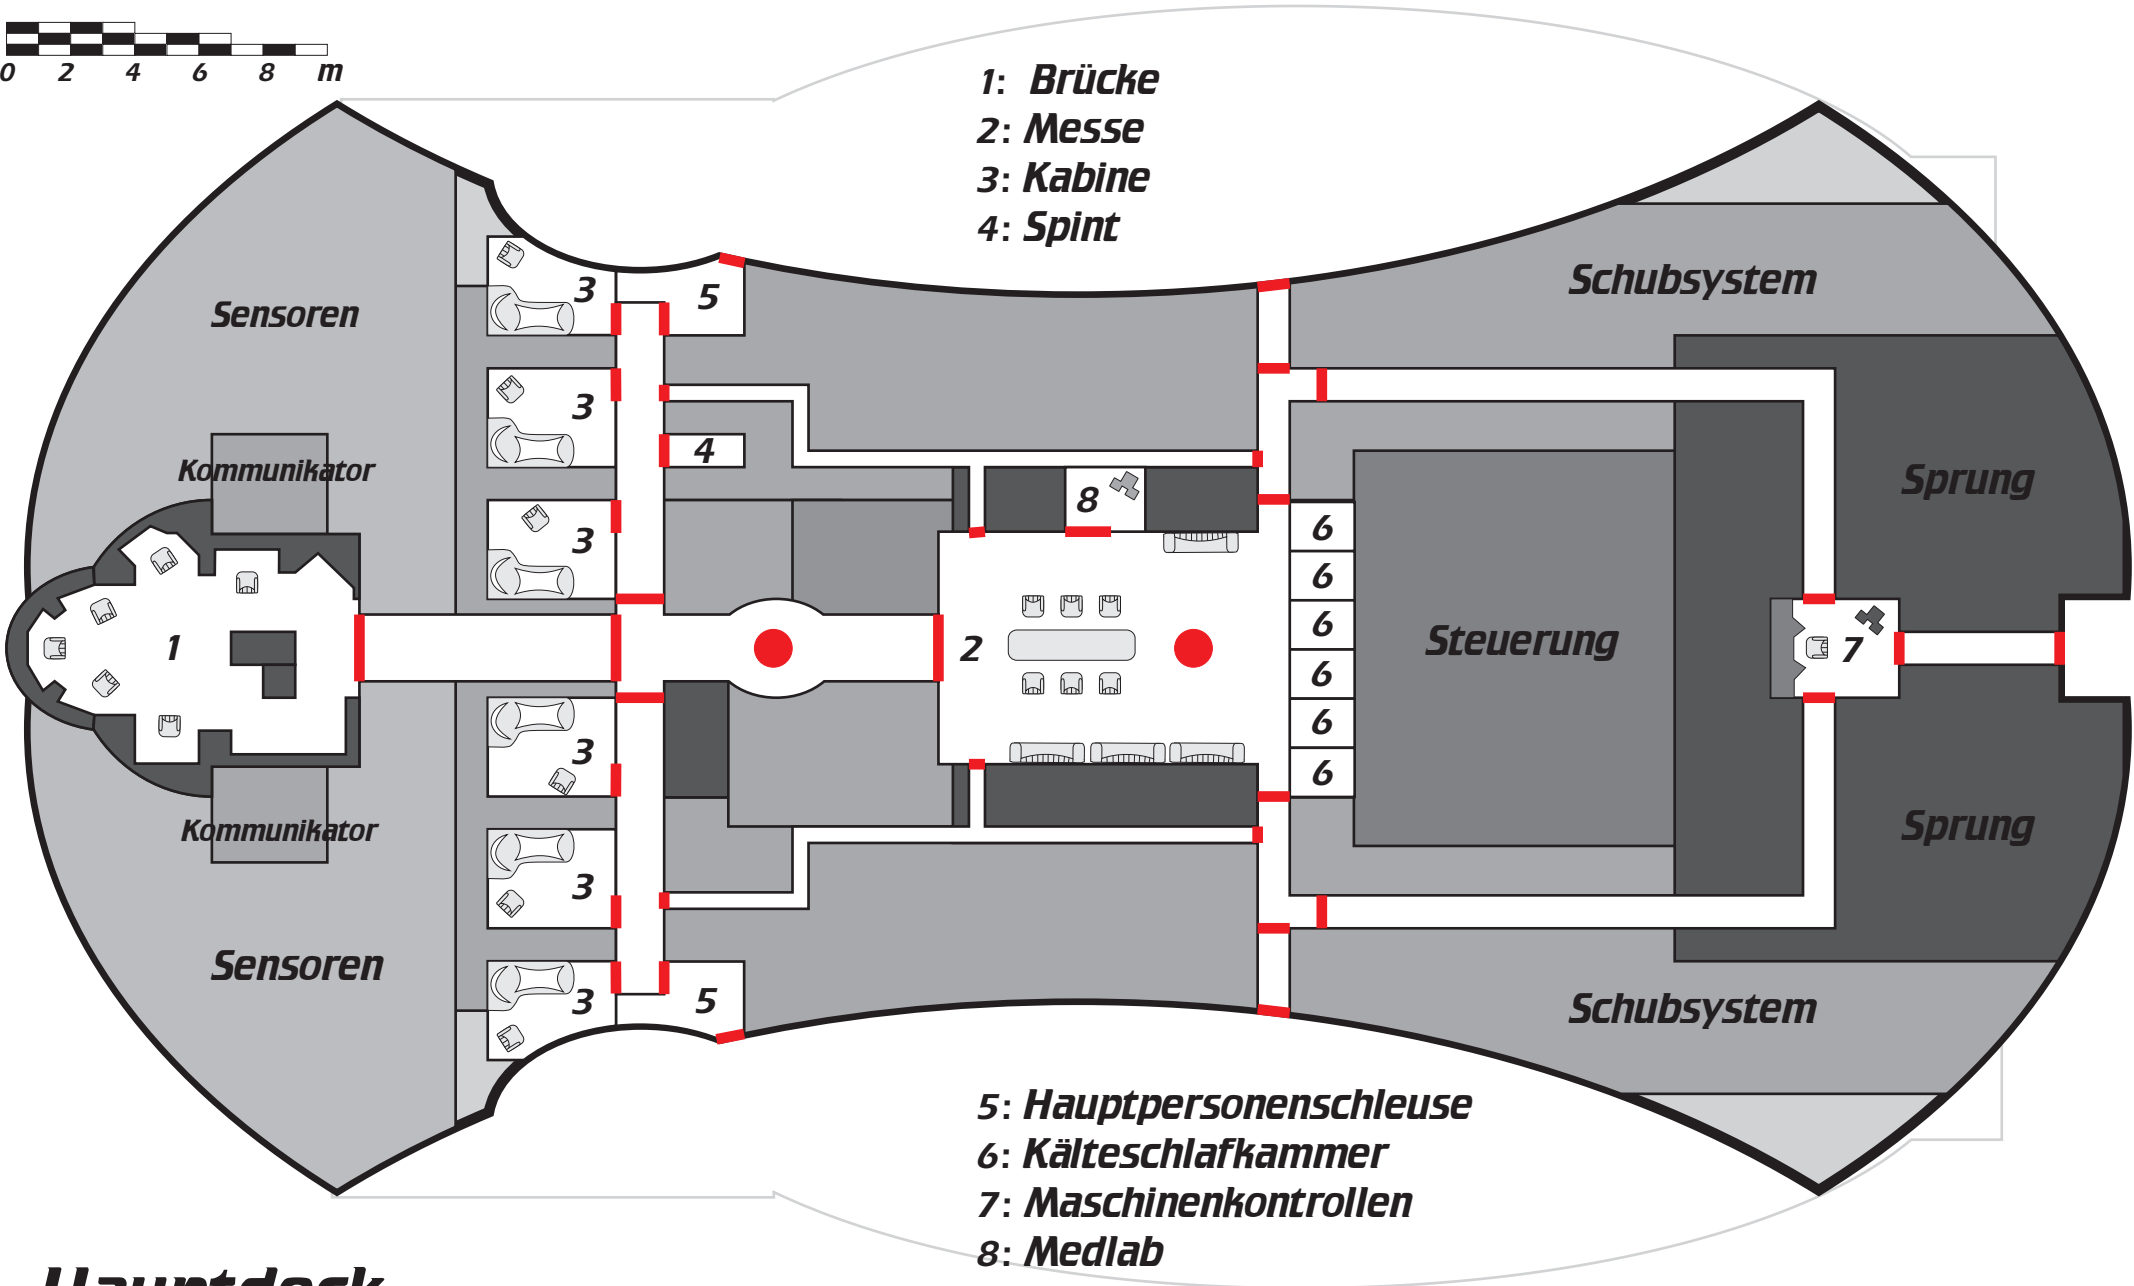 0 2 4 6 8 m
1: Brücke
2: Messe
3: Kabine
4: Spint
Schubsystem
3
5
Sensoren
3
4
Kommunikator
Sprung
8
3
6
6
6
6
6
6
1
2
Steuerung
7
3
Kommunikator
Sprung
3
Sensoren
3
5
Schubsystem
5: Hauptpersonenschleuse
6: Kälteschlafkammer
7: Maschinenkontrollen
8: Medlab
Hauptdeck